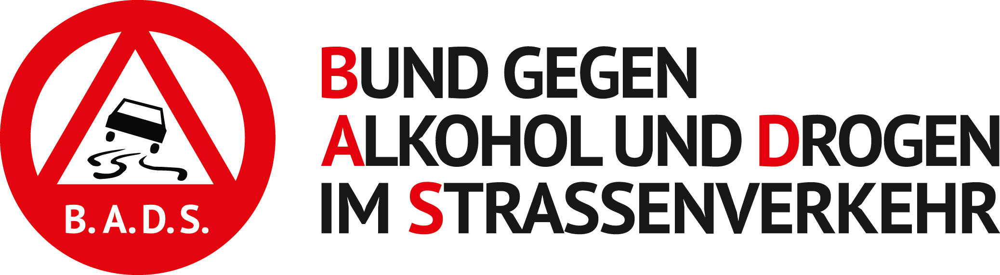 B. A. D. S.
BUND GEGEN
ALKOHOL UND DROGEN
IM STRASSENVERKEHR